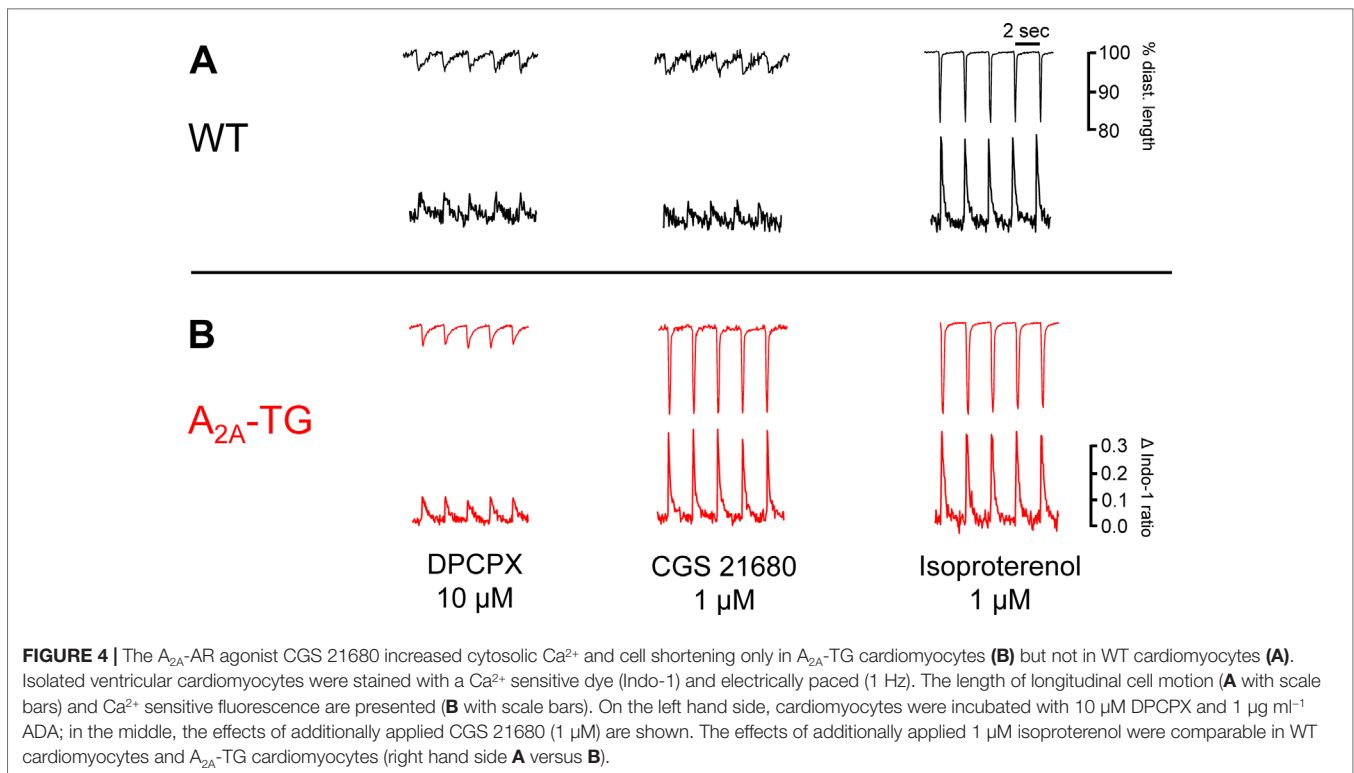 A
WT
2 sec
100
90
80
% diast. length
B
A2A-TG
0.3
0.2
0.1
0.0
Δ Indo-1 ratio
DPCPX
10 µM
CGS 21680
1 µM
Isoproterenol
1 µM
FIGURE 4 | The A2A-AR agonist CGS 21680 increased cytosolic Ca2+ and cell shortening only in A2A-TG cardiomyocytes (B) but not in WT cardiomyocytes (A).
Isolated ventricular cardiomyocytes were stained with a Ca2+ sensitive dye (Indo-1) and electrically paced (1 Hz). The length of longitudinal cell motion (A with scale
bars) and Ca2+ sensitive fluorescence are presented (B with scale bars). On the left hand side, cardiomyocytes were incubated with 10 µM DPCPX and 1 µg ml−1
ADA; in the middle, the effects of additionally applied CGS 21680 (1 µM) are shown. The effects of additionally applied 1 µM isoproterenol were comparable in WT
cardiomyocytes and A2A-TG cardiomyocytes (right hand side A versus B).